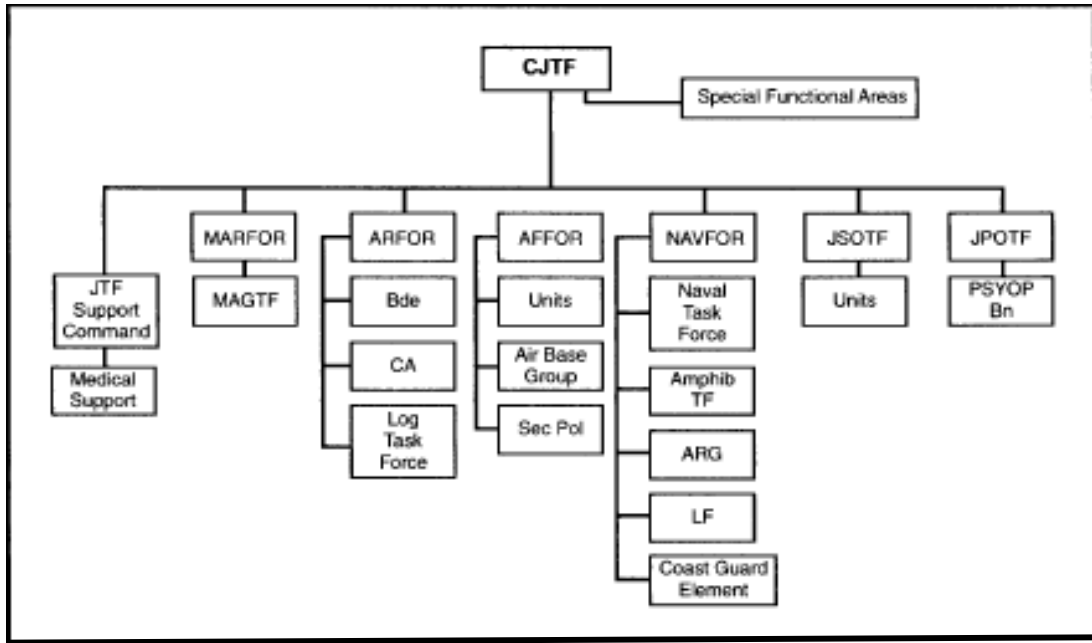 CJTF
Special Functional Areas
MARFOR
ARFOR
AFFOR
NAVFOR
JSOTF
JPOTF
JTF
Support
Command
MAGTF
Bde
Units
Naval
Task
Force
Units
PSYOP
Bn
Medical
Support
CA
Air Base
Group
Amphib
TF
Log
Task
Force
Sec Pol
ARG
LF
Coast Guard
Element